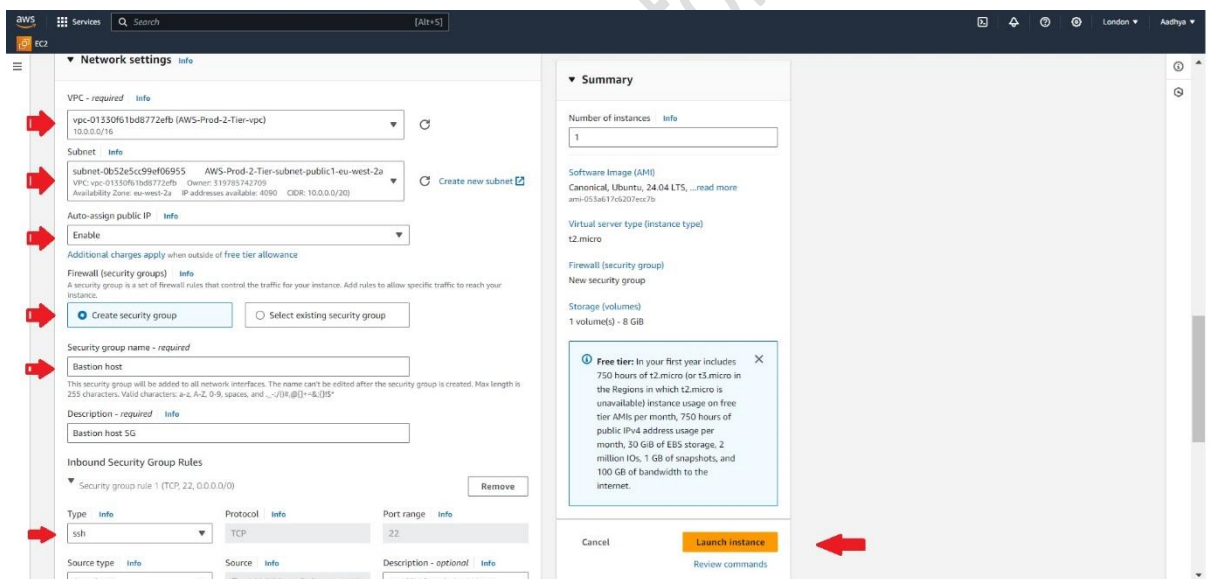 aws
Services
Search
[Alt+S]
London
Aadhya
EC2
Network settings Info
VPC - required Info
vpc-01330f61bd8772efb (AWS-Prod-2-Tier-vpc)
10.0.0.0/16
Subnet Info
subnet-0b52e5cc99ef06955 AWS-Prod-2-Tier-subnet-public1-eu-west-2a
VPC: vpc-01330f61bd8772efb Owner: 319785742709
Availability Zone: eu-west-2a IP addresses available: 4090 CIDR: 10.0.0.0/20)
Create new subnet
Auto-assign public IP Info
Enable
Additional charges apply when outside of free tier allowance
Firewall (security groups) Info
A security group is a set of firewall rules that control the traffic for your instance. Add rules to allow specific traffic to reach your
instance.
Create security group
Select existing security group
Security group name - required
Bastion host
This security group will be added to all network interfaces. The name can't be edited after the security group is created. Max length is
255 characters. Valid characters: a-z, A-Z, 0-9, spaces, and ._-:/()#,@[]+=&;{}!$*
Description - required Info
Bastion host SG
Inbound Security Group Rules
Security group rule 1 (TCP, 22, 0.0.0.0/0)
Remove
Type Info
Protocol Info
Port range Info
ssh
TCP
22
Source type Info
Source Info
Description - optional Info
Summary
Number of instances Info
1
Software Image (AMI)
Canonical, Ubuntu, 24.04 LTS, ...read more
ami-053a617c6207ecc7b
Virtual server type (instance type)
t2.micro
Firewall (security group)
New security group
Storage (volumes)
1 volume(s) - 8 GiB
Free tier: In your first year includes
750 hours of t2.micro (or t3.micro in
the Regions in which t2.micro is
unavailable) instance usage on free
tier AMIs per month, 750 hours of
public IPv4 address usage per
month, 30 GiB of EBS storage, 2
million IOs, 1 GB of snapshots, and
100 GB of bandwidth to the
internet.
Cancel
Launch instance
Review commands